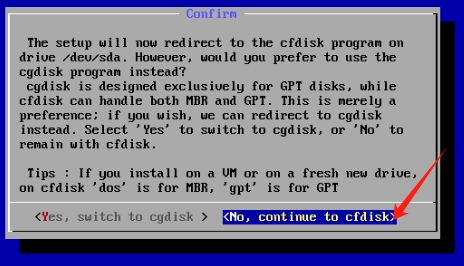 Confirm
The setup will now redirect to the cfdisk program on
drive /dev/sda. However, would you prefer to use the
cgdisk program instead?
cgdisk is designed exclusively for GPT disks, while
cfdisk can handle both MBR and GPT. This is merely a
preference; if you wish, we can redirect to cgdisk
instead. Select 'Yes' to switch to cgdisk, or 'No' to
remain with cfdisk.
Tips : If you install on a VM or on a fresh new drive,
on cfdisk 'dos' is for MBR, 'gpt' is for GPT
<Yes, switch to cgdisk > <No, continue to cfdisk>